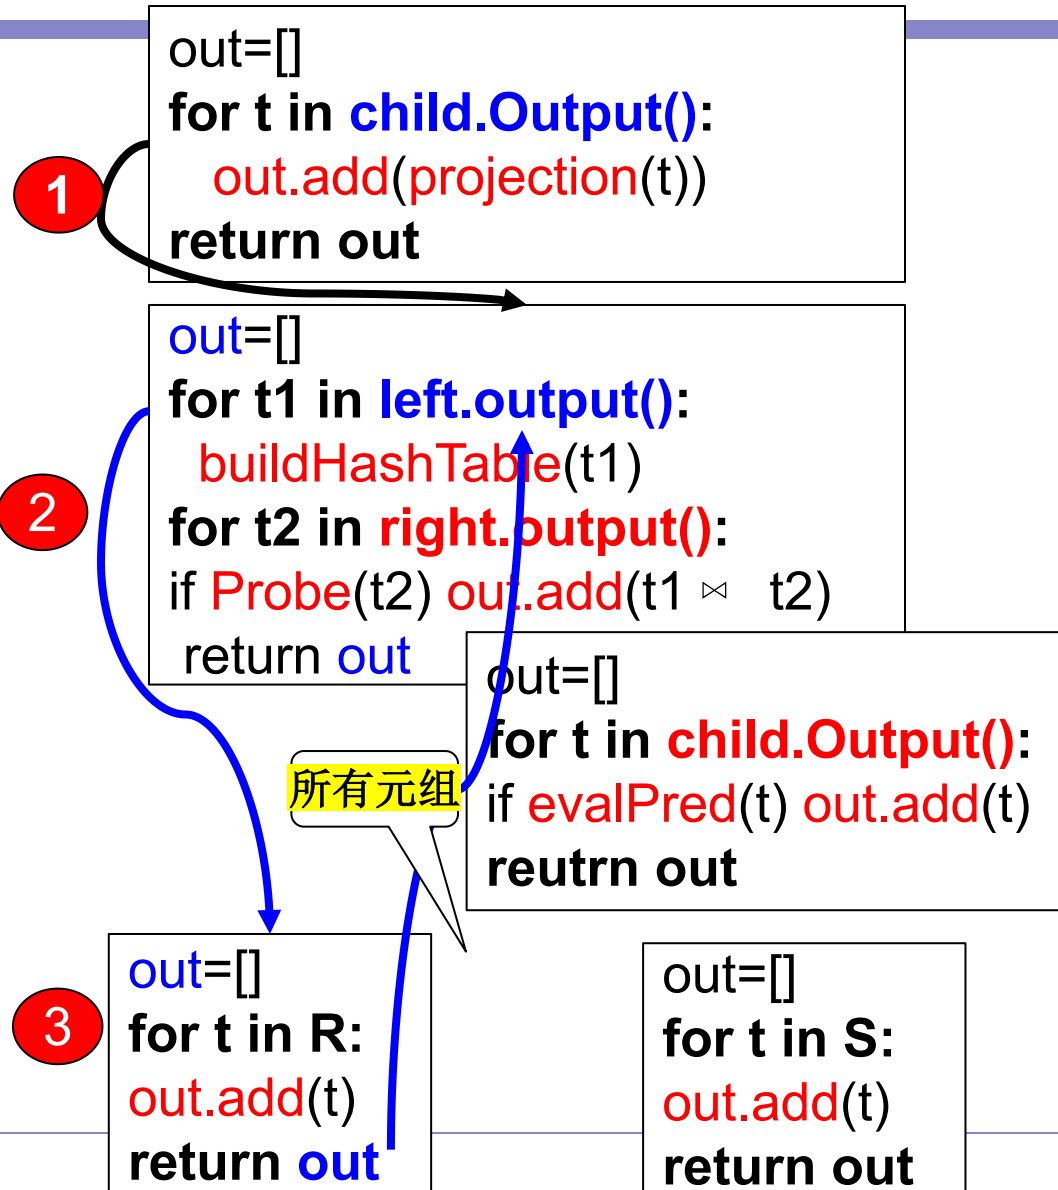 out=[]
for t in child.Output():
out.add(projection(t))
return out
1
out=[]
for t1 in left.output():
buildHashTable(t1)
for t2 in right.output():
if Probe(t2) out.add(t1 ⋈ t2)
return out
2
out=[]
for t in child.Output():
if evalPred(t) out.add(t)
reutrn out
所有元组
3
out=[]
for t in R:
out.add(t)
return out
out=[]
for t in S:
out.add(t)
return out